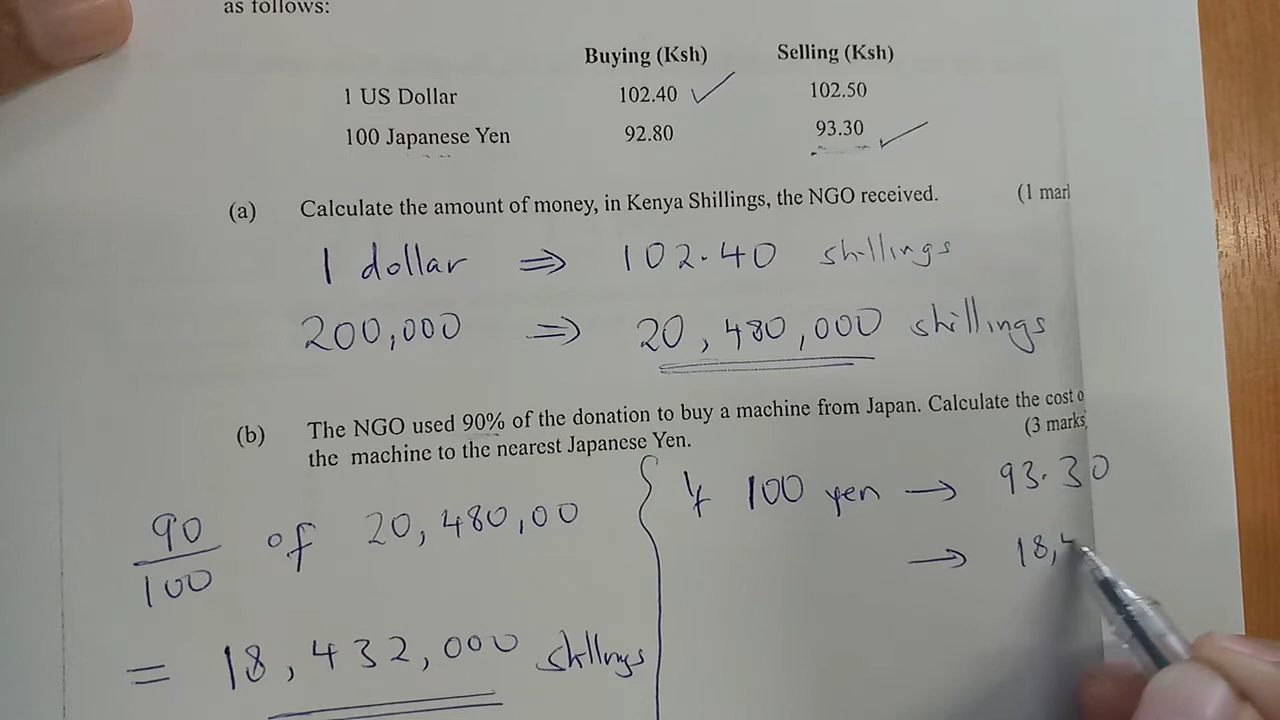 as follows:
Buying (Ksh) Selling (Ksh)
1 US Dollar 102.40 102.50
100 Japanese Yen 92.80 93.30
(a) Calculate the amount of money, in Kenya Shillings, the NGO received. (1 mar
1 dollar ⇒ 102.40 shillings
200,000 ⇒ 20,480,000 shillings
(b) The NGO used 90% of the donation to buy a machine from Japan. Calculate the cost o
the machine to the nearest Japanese Yen. (3 marks
90/100 of 20,480,00
= 18,432,000 shillings
If 100 yen → 93.30
→ 18,4